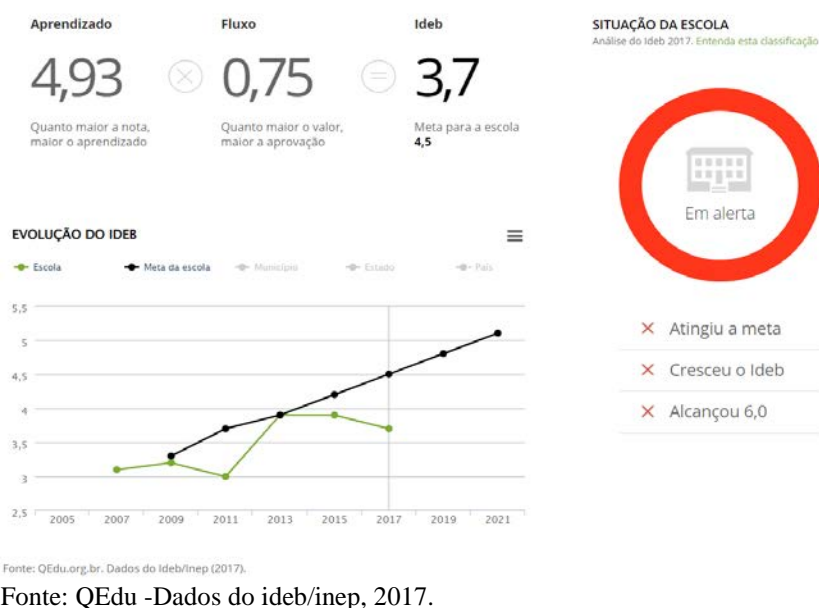 Aprendizado
4,93
Quanto maior a nota,
maior o aprendizado
Fluxo
0,75
Quanto maior o valor,
maior a aprovação
Ideb
3,7
Meta para a escola
4,5
SITUAÇÃO DA ESCOLA
Análise do Ideb 2017. Entenda esta classificação
Em alerta
Atingiu a meta
Cresceu o Ideb
Alcançou 6,0
EVOLUÇÃO DO IDEB
Escola Meta da escola Município Estado País
5,5
5
4,5
4
3,5
3
2,5
2005 2007 2009 2011 2013 2015 2017 2019 2021
Fonte: QEdu.org.br. Dados do Ideb/Inep (2017).
Fonte: QEdu -Dados do ideb/inep, 2017.